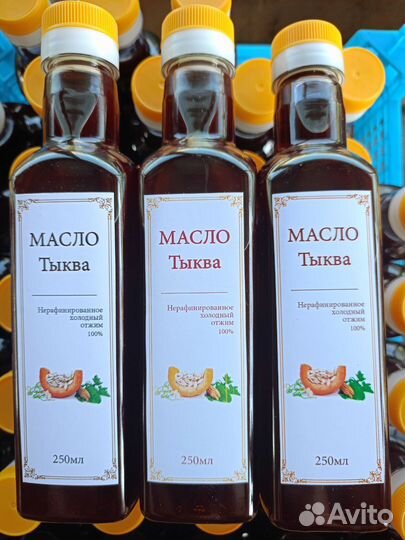 МАСЛО
Тыква
Нерафинированное
холодный
отжим
100%
250мл
МАСЛО
Тыква
Нерафинированное
холодный
отжим
100%
250мл
МАСЛО
Тыква
Нерафинированное
холодный
отжим
100%
250мл
Avito